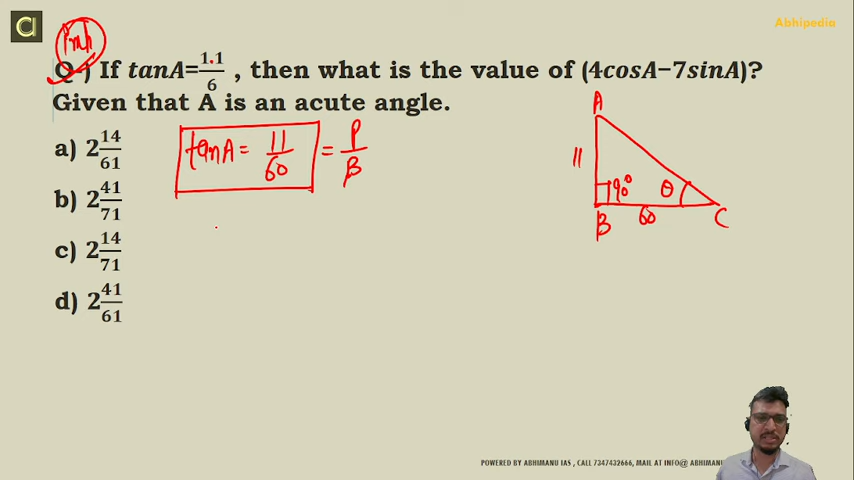 a
Abhipedia
Imp
Q-) If tanA=1.1/6 , then what is the value of (4cosA−7sinA)?
Given that A is an acute angle.
a) 2 14/61
b) 2 41/71
c) 2 14/71
d) 2 41/61
tanA = 11/60 = P/B
A
11
90° θ
B 60 C
POWERED BY ABHIMANU IAS , CALL 7347432666, MAIL AT INFO@ ABHIMANU